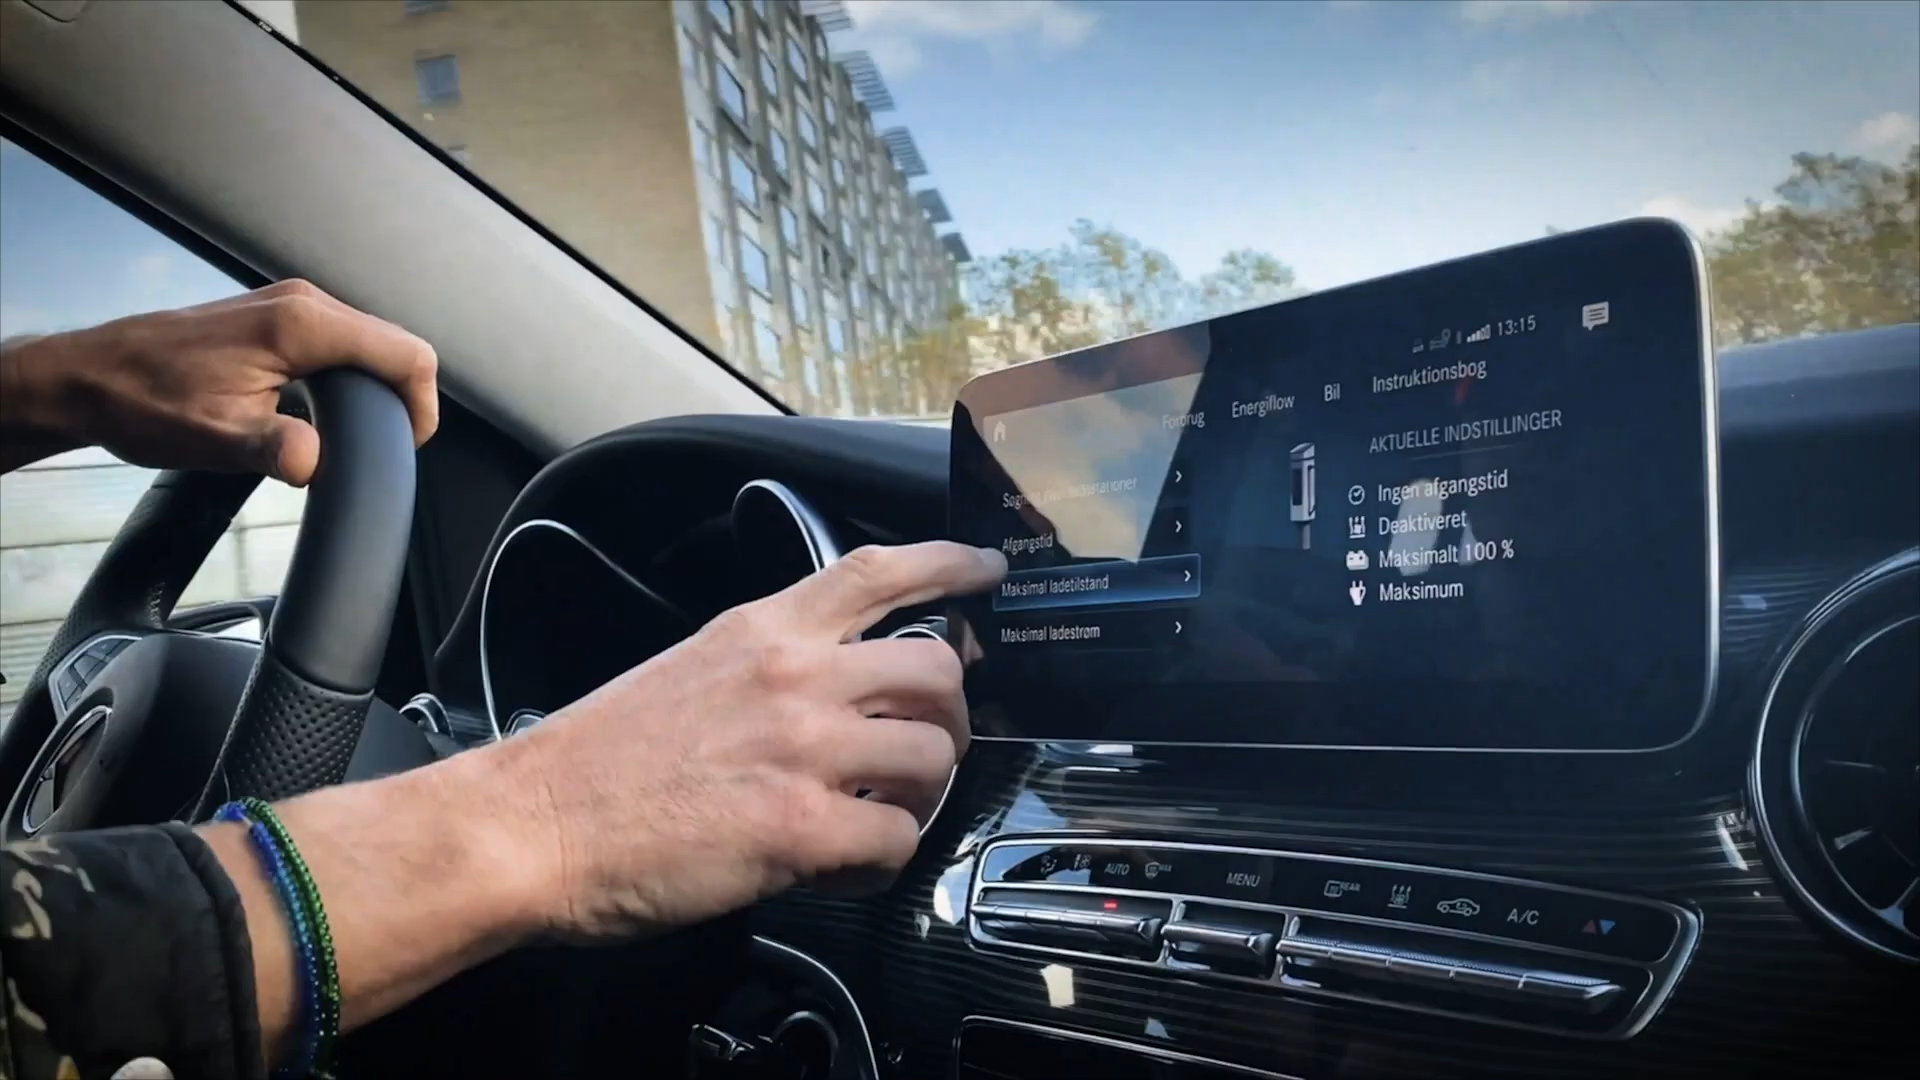 13:15
Forbrug Energiflow Bil Instruktionsbog
AKTUELLE INDSTILLINGER
Afgangstid
Maksimal ladetilstand
Maksimal ladestrøm
Ingen afgangstid
Deaktiveret
Maksimalt 100 %
Maksimum
AUTO MAX MENU REAR A/C